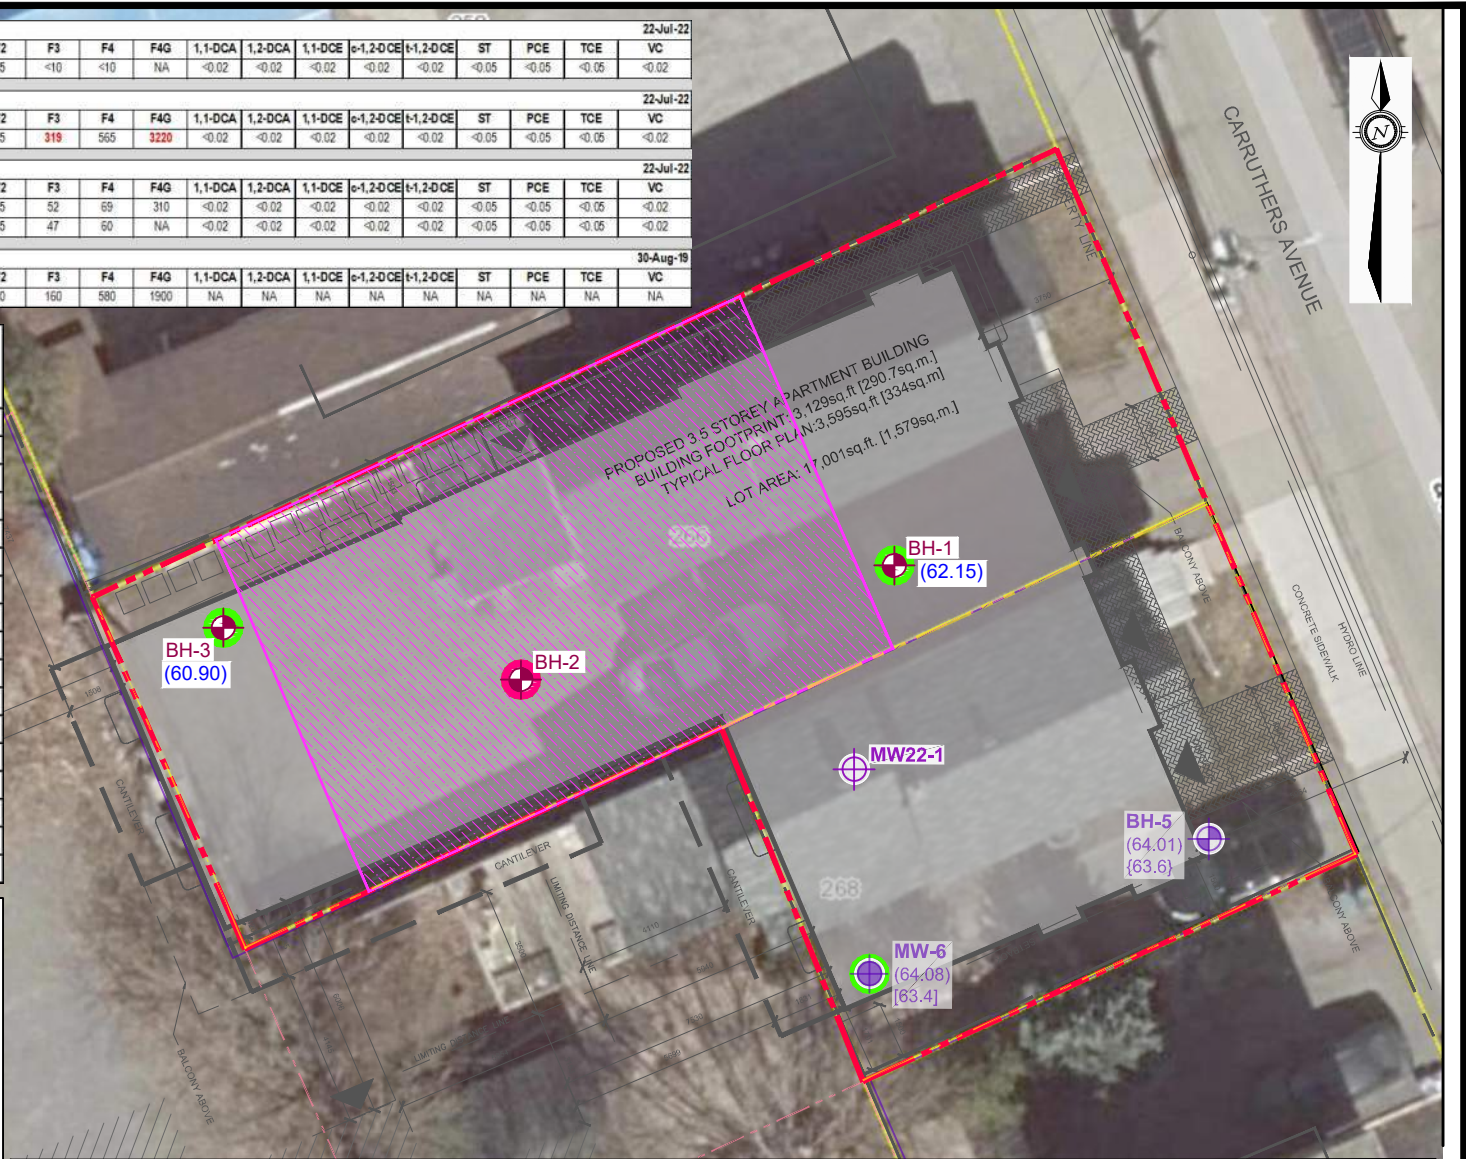 22-Jul-22
F3 F4 F4G 1,1-DCA 1,2-DCA 1,1-DCE c-1,2-DCE t-1,2-DCE ST PCE TCE VC
<10 <10 NA <0.02 <0.02 <0.02 <0.02 <0.02 <0.05 <0.05 <0.05 <0.02
22-Jul-22
F3 F4 F4G 1,1-DCA 1,2-DCA 1,1-DCE c-1,2-DCE t-1,2-DCE ST PCE TCE VC
319 565 3220 <0.02 <0.02 <0.02 <0.02 <0.02 <0.05 <0.05 <0.05 <0.02
22-Jul-22
F3 F4 F4G 1,1-DCA 1,2-DCA 1,1-DCE c-1,2-DCE t-1,2-DCE ST PCE TCE VC
52 69 310 <0.02 <0.02 <0.02 <0.02 <0.02 <0.05 <0.05 <0.05 <0.02
47 60 NA <0.02 <0.02 <0.02 <0.02 <0.02 <0.05 <0.05 <0.05 <0.02
30-Aug-19
F3 F4 F4G 1,1-DCA 1,2-DCA 1,1-DCE c-1,2-DCE t-1,2-DCE ST PCE TCE VC
160 580 1900 NA NA NA NA NA NA NA NA NA
N
CARRUTHERS AVENUE
3750
PROPOSED 3.5 STOREY APARTMENT BUILDING
BUILDING FOOTPRINT: 3,129sq.ft [290.7sq.m.]
TYPICAL FLOOR PLAN:3,595sq.ft [334sq.m]
LOT AREA: 17,001sq.ft. [1,579sq.m.]
266
BH-1
(62.15)
BALCONY ABOVE
CONCRETE SIDEWALK
HYDRO LINE
BH-3
(60.90)
BH-2
MW22-1
BH-5
(64.01)
{63.6}
CANTILEVER
CANTILEVER
CANTILEVER
LIMITING DISTANCE LINE
268
MW-6
(64.08)
[63.4]
BALCONY ABOVE